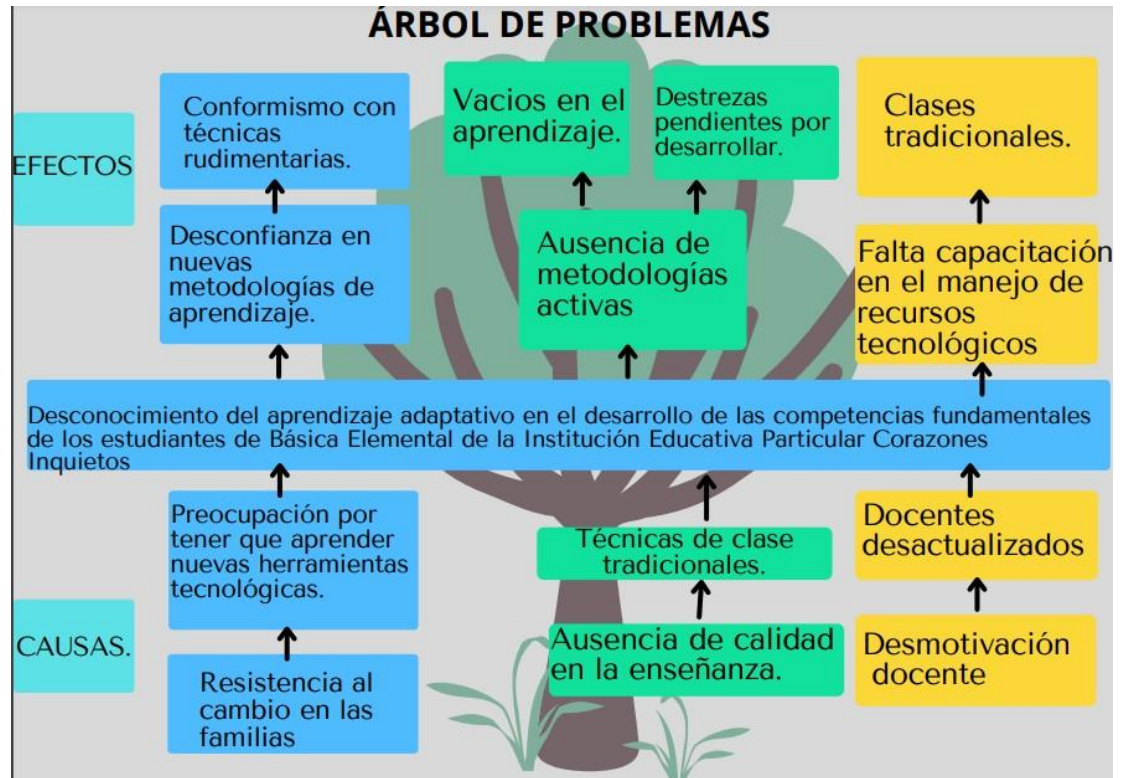 ÁRBOL DE PROBLEMAS
EFECTOS
Conformismo con
técnicas
rudimentarias.
Vacios en el
aprendizaje.
Destrezas
pendientes por
desarrollar.
Clases
tradicionales.
Desconfianza en
nuevas
metodologías de
aprendizaje.
Ausencia de
metodologías
activas
Falta capacitación
en el manejo de
recursos
tecnológicos
Desconocimiento del aprendizaje adaptativo en el desarrollo de las competencias fundamentales
de los estudiantes de Básica Elemental de la Institución Educativa Particular Corazones
Inquietos
Preocupación por
tener que aprender
nuevas herramientas
tecnológicas.
Técnicas de clase
tradicionales.
Docentes
desactualizados
CAUSAS.
Resistencia al
cambio en las
familias
Ausencia de calidad
en la enseñanza.
Desmotivación
docente